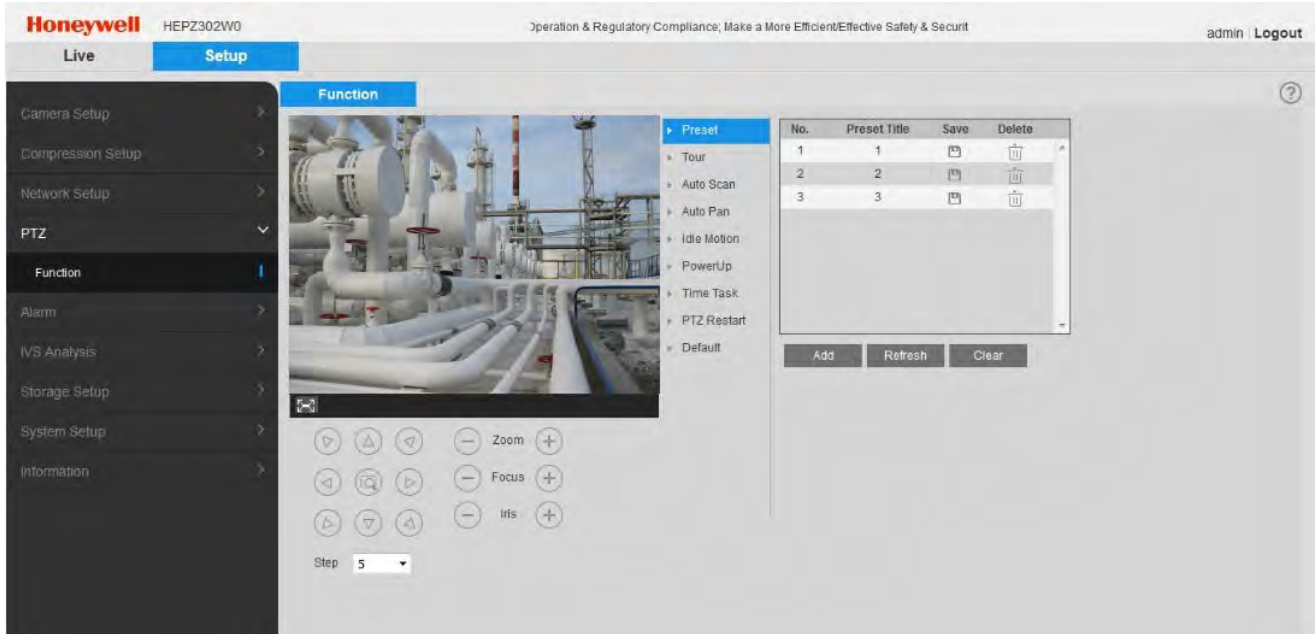 Honeywell HEPZ302W0 Operation & Regulatory Compliance; Make a More Efficient/Effective Safety & Securit admin Logout
Live Setup
Camera Setup
Compression Setup
Network Setup
PTZ
Function
Alarm
IVS Analysis
Storage Setup
System Setup
Information
Function
Preset
Tour
Auto Scan
Auto Pan
Idle Motion
PowerUp
Time Task
PTZ Restart
Default
No. Preset Title Save Delete
1 1
2 2
3 3
Add Refresh Clear
Zoom
Focus
Iris
Step 5